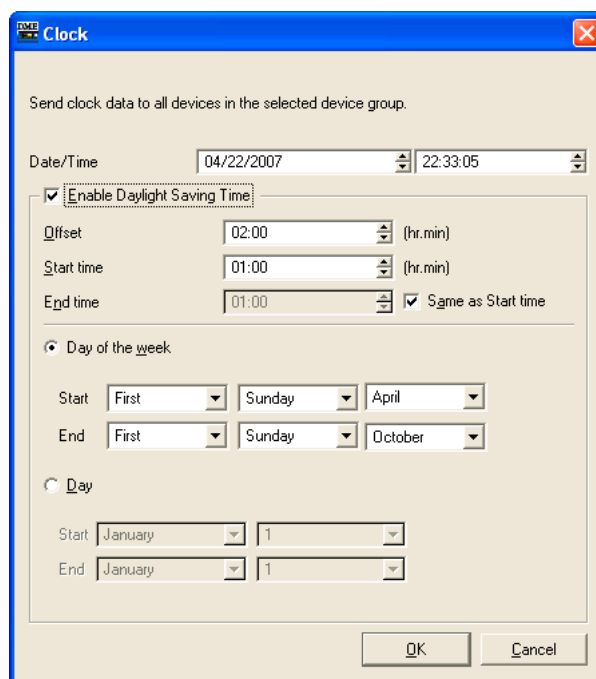 DME
Clock
Send clock data to all devices in the selected device group.
Date/Time 04/22/2007 22:33:05
Enable Daylight Saving Time
Offset 02:00 (hr.min)
Start time 01:00 (hr.min)
End time 01:00 Same as Start time
Day of the week
Start First Sunday April
End First Sunday October
Day
Start January 1
End January 1
OK Cancel